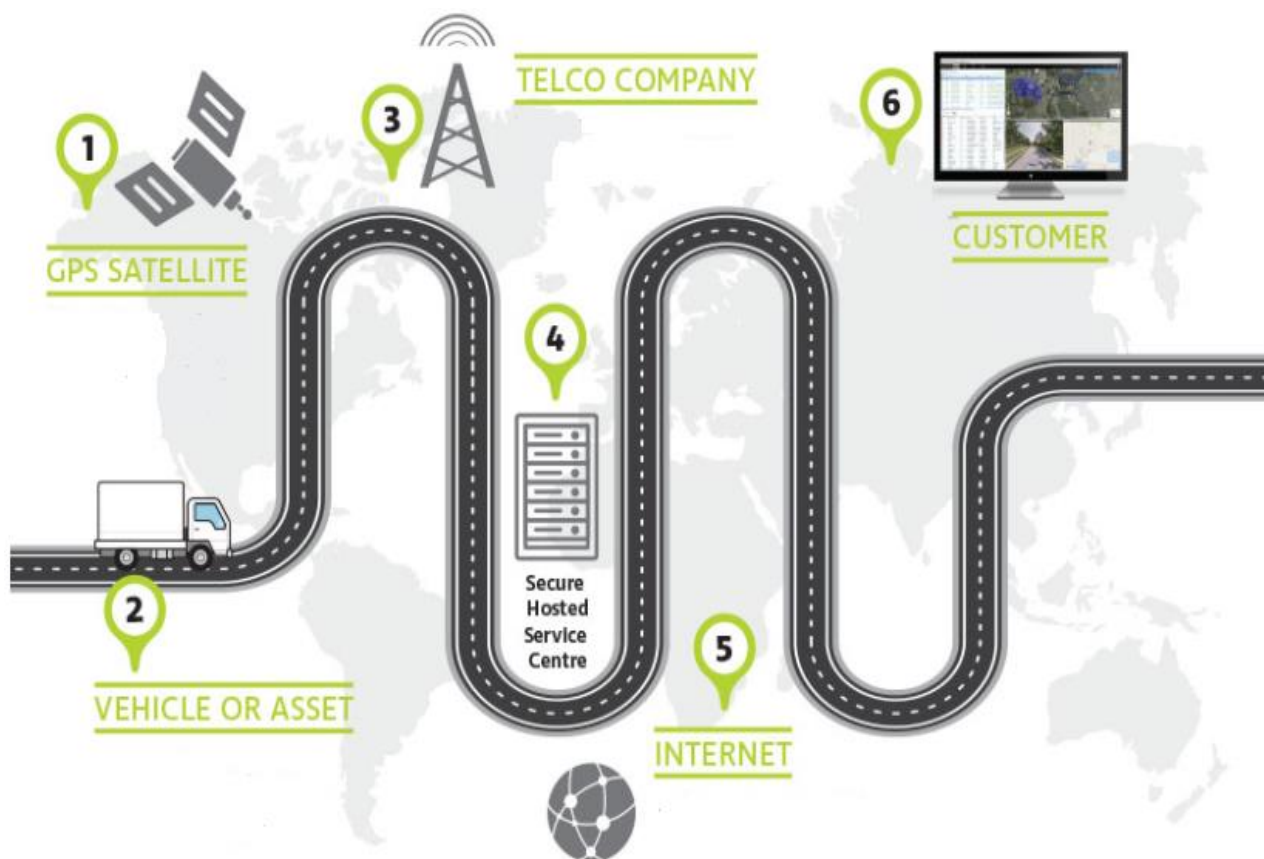 1
GPS SATELLITE
2
VEHICLE OR ASSET
3
TELCO COMPANY
4
Secure
Hosted
Service
Centre
5
INTERNET
6
CUSTOMER